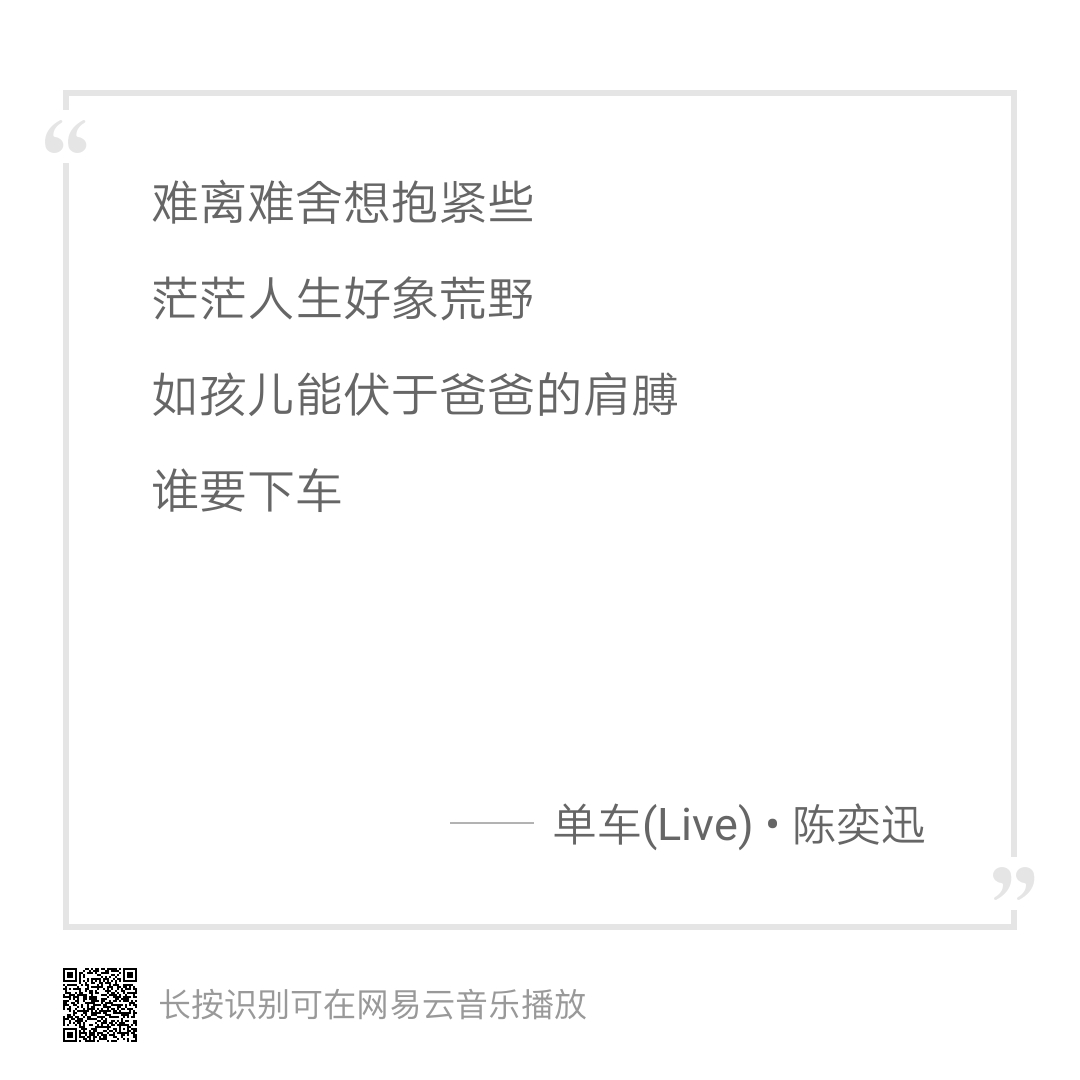 “
难离难舍想抱紧些
茫茫人生好象荒野
如孩儿能伏于爸爸的肩膊
谁要下车
—— 单车(Live) • 陈奕迅
”
长按识别可在网易云音乐播放